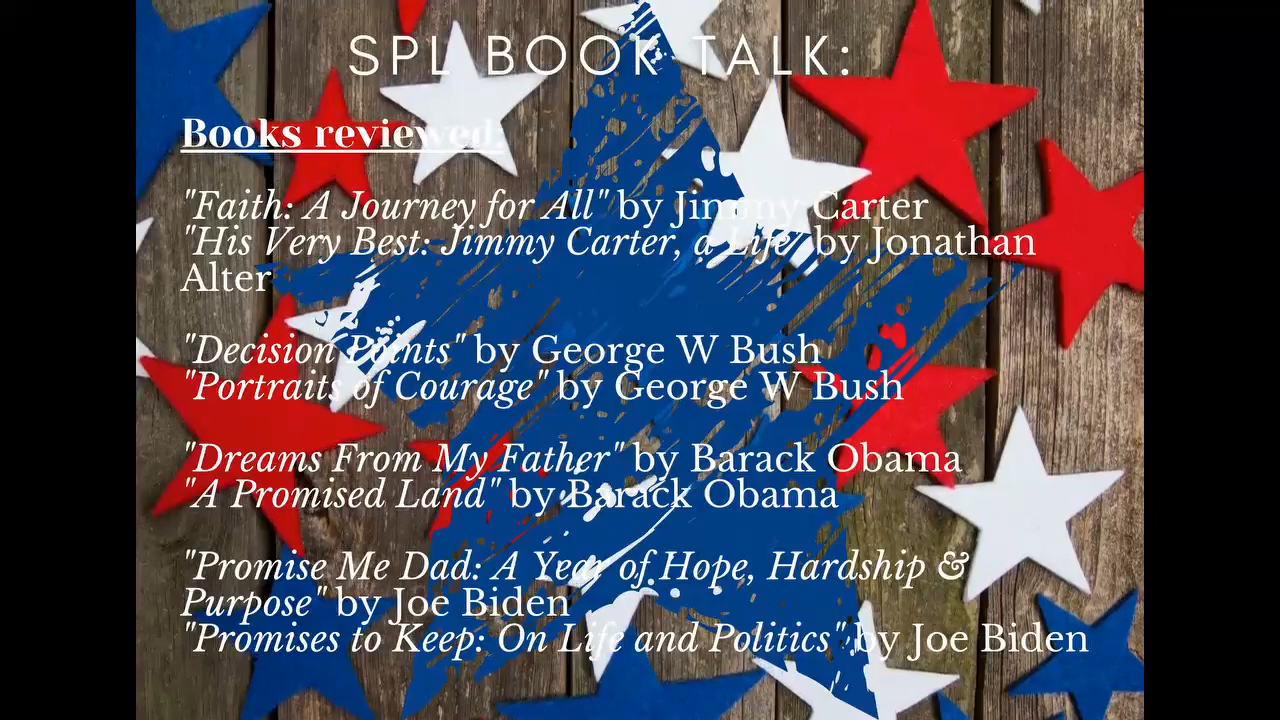 SPL BOOK TALK:
Books reviewed:
"Faith: A Journey for All" by Jimmy Carter
"His Very Best: Jimmy Carter, a Life" by Jonathan
Alter
"Decision Points" by George W Bush
"Portraits of Courage" by George W Bush
"Dreams From My Father" by Barack Obama
"A Promised Land" by Barack Obama
"Promise Me Dad: A Year of Hope, Hardship &
Purpose" by Joe Biden
"Promises to Keep: On Life and Politics" by Joe Biden